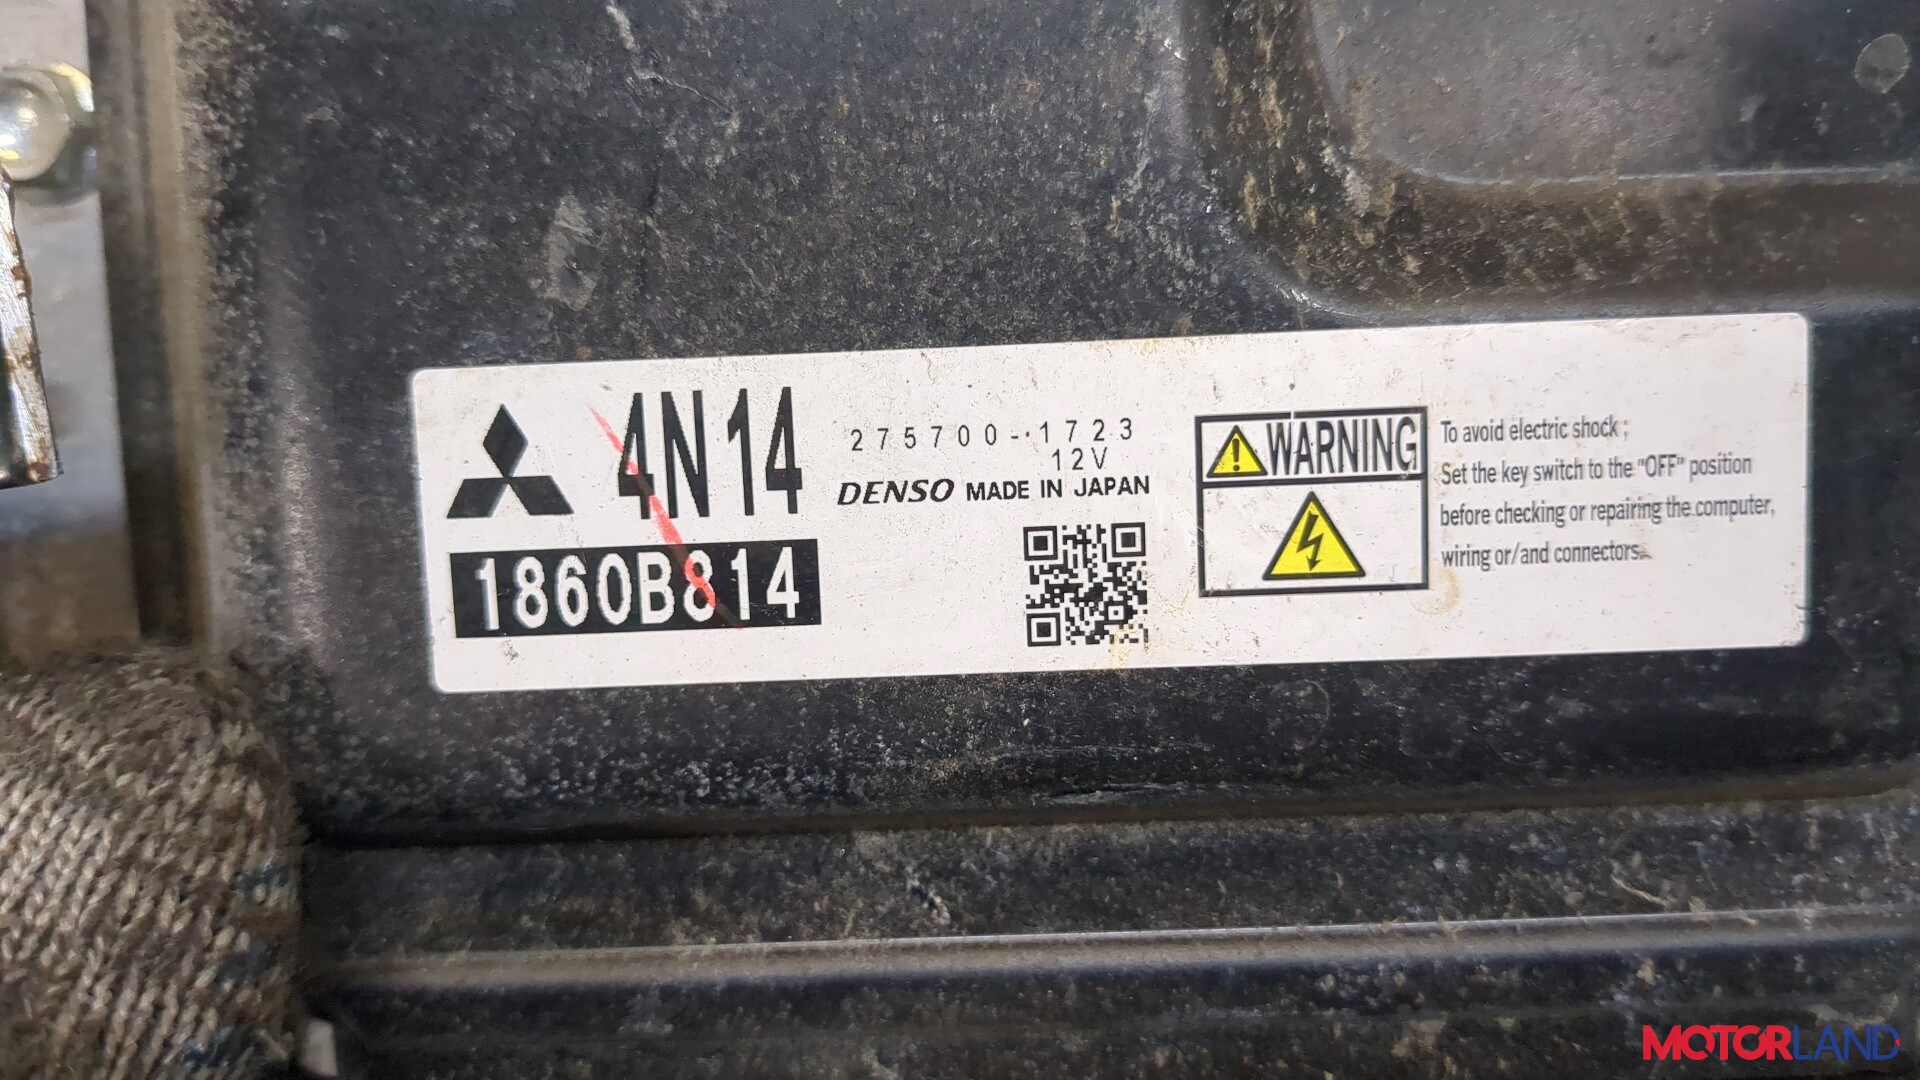 4N14
1860B814
275700-1723
12V
DENSO MADE IN JAPAN
WARNING
To avoid electric shock ;
Set the key switch to the "OFF" position
before checking or repairing the computer,
wiring or/and connectors.
MOTORLAND